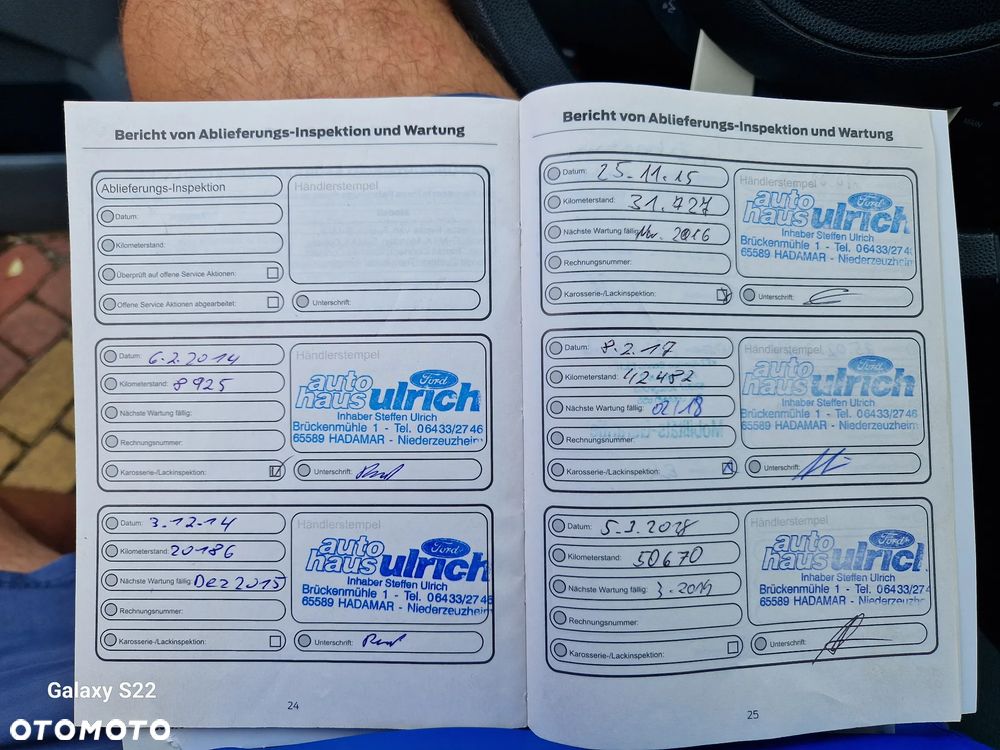 Bericht von Ablieferungs-Inspektion und Wartung
Ablieferungs-Inspektion
Datum:
Kilometerstand:
Überprüft auf offene Service Aktionen:
Offene Service Aktionen abgearbeitet:
Händlerstempel
Unterschrift:
Datum: 6.2.2014
Kilometerstand: 8925
Nächste Wartung fällig:
Rechnungsnummer:
Karosserie-/Lackinspektion:
Händlerstempel
auto
haus ulrich
Ford
Inhaber Steffen Ulrich
Brückenmühle 1 - Tel. 06433/2746
65589 HADAMAR - Niederzeuzheim
Unterschrift:
Datum: 3.12.14
Kilometerstand: 20186
Nächste Wartung fällig: Dez 2015
Rechnungsnummer:
Karosserie-/Lackinspektion:
Händlerstempel
auto
haus ulrich
Ford
Inhaber Steffen Ulrich
Brückenmühle 1 - Tel. 06433/2746
65589 HADAMAR - Niederzeuzheim
Unterschrift:
24
Bericht von Ablieferungs-Inspektion und Wartung
Datum: 25.11.15
Kilometerstand: 31.727
Nächste Wartung fällig: Nov. 2016
Rechnungsnummer:
Karosserie-/Lackinspektion:
Händlerstempel
auto
haus ulrich
Ford
Inhaber Steffen Ulrich
Brückenmühle 1 - Tel. 06433/2746
65589 HADAMAR - Niederzeuzheim
Unterschrift:
Datum: 8.2.17
Kilometerstand: 42482
Nächste Wartung fällig: 02/18
Rechnungsnummer:
Karosserie-/Lackinspektion:
Händlerstempel
auto
haus ulrich
Ford
Inhaber Steffen Ulrich
Brückenmühle 1 - Tel. 06433/2746
65589 HADAMAR - Niederzeuzheim
Unterschrift:
Datum: 5.3.2018
Kilometerstand: 50670
Nächste Wartung fällig: 3.2019
Rechnungsnummer:
Karosserie-/Lackinspektion:
Händlerstempel
auto
haus ulrich
Ford
Inhaber Steffen Ulrich
Brückenmühle 1 - Tel. 06433/274
65589 HADAMAR - Niederzeuzhe
Unterschrift:
25
Galaxy S22
OTOMOTO